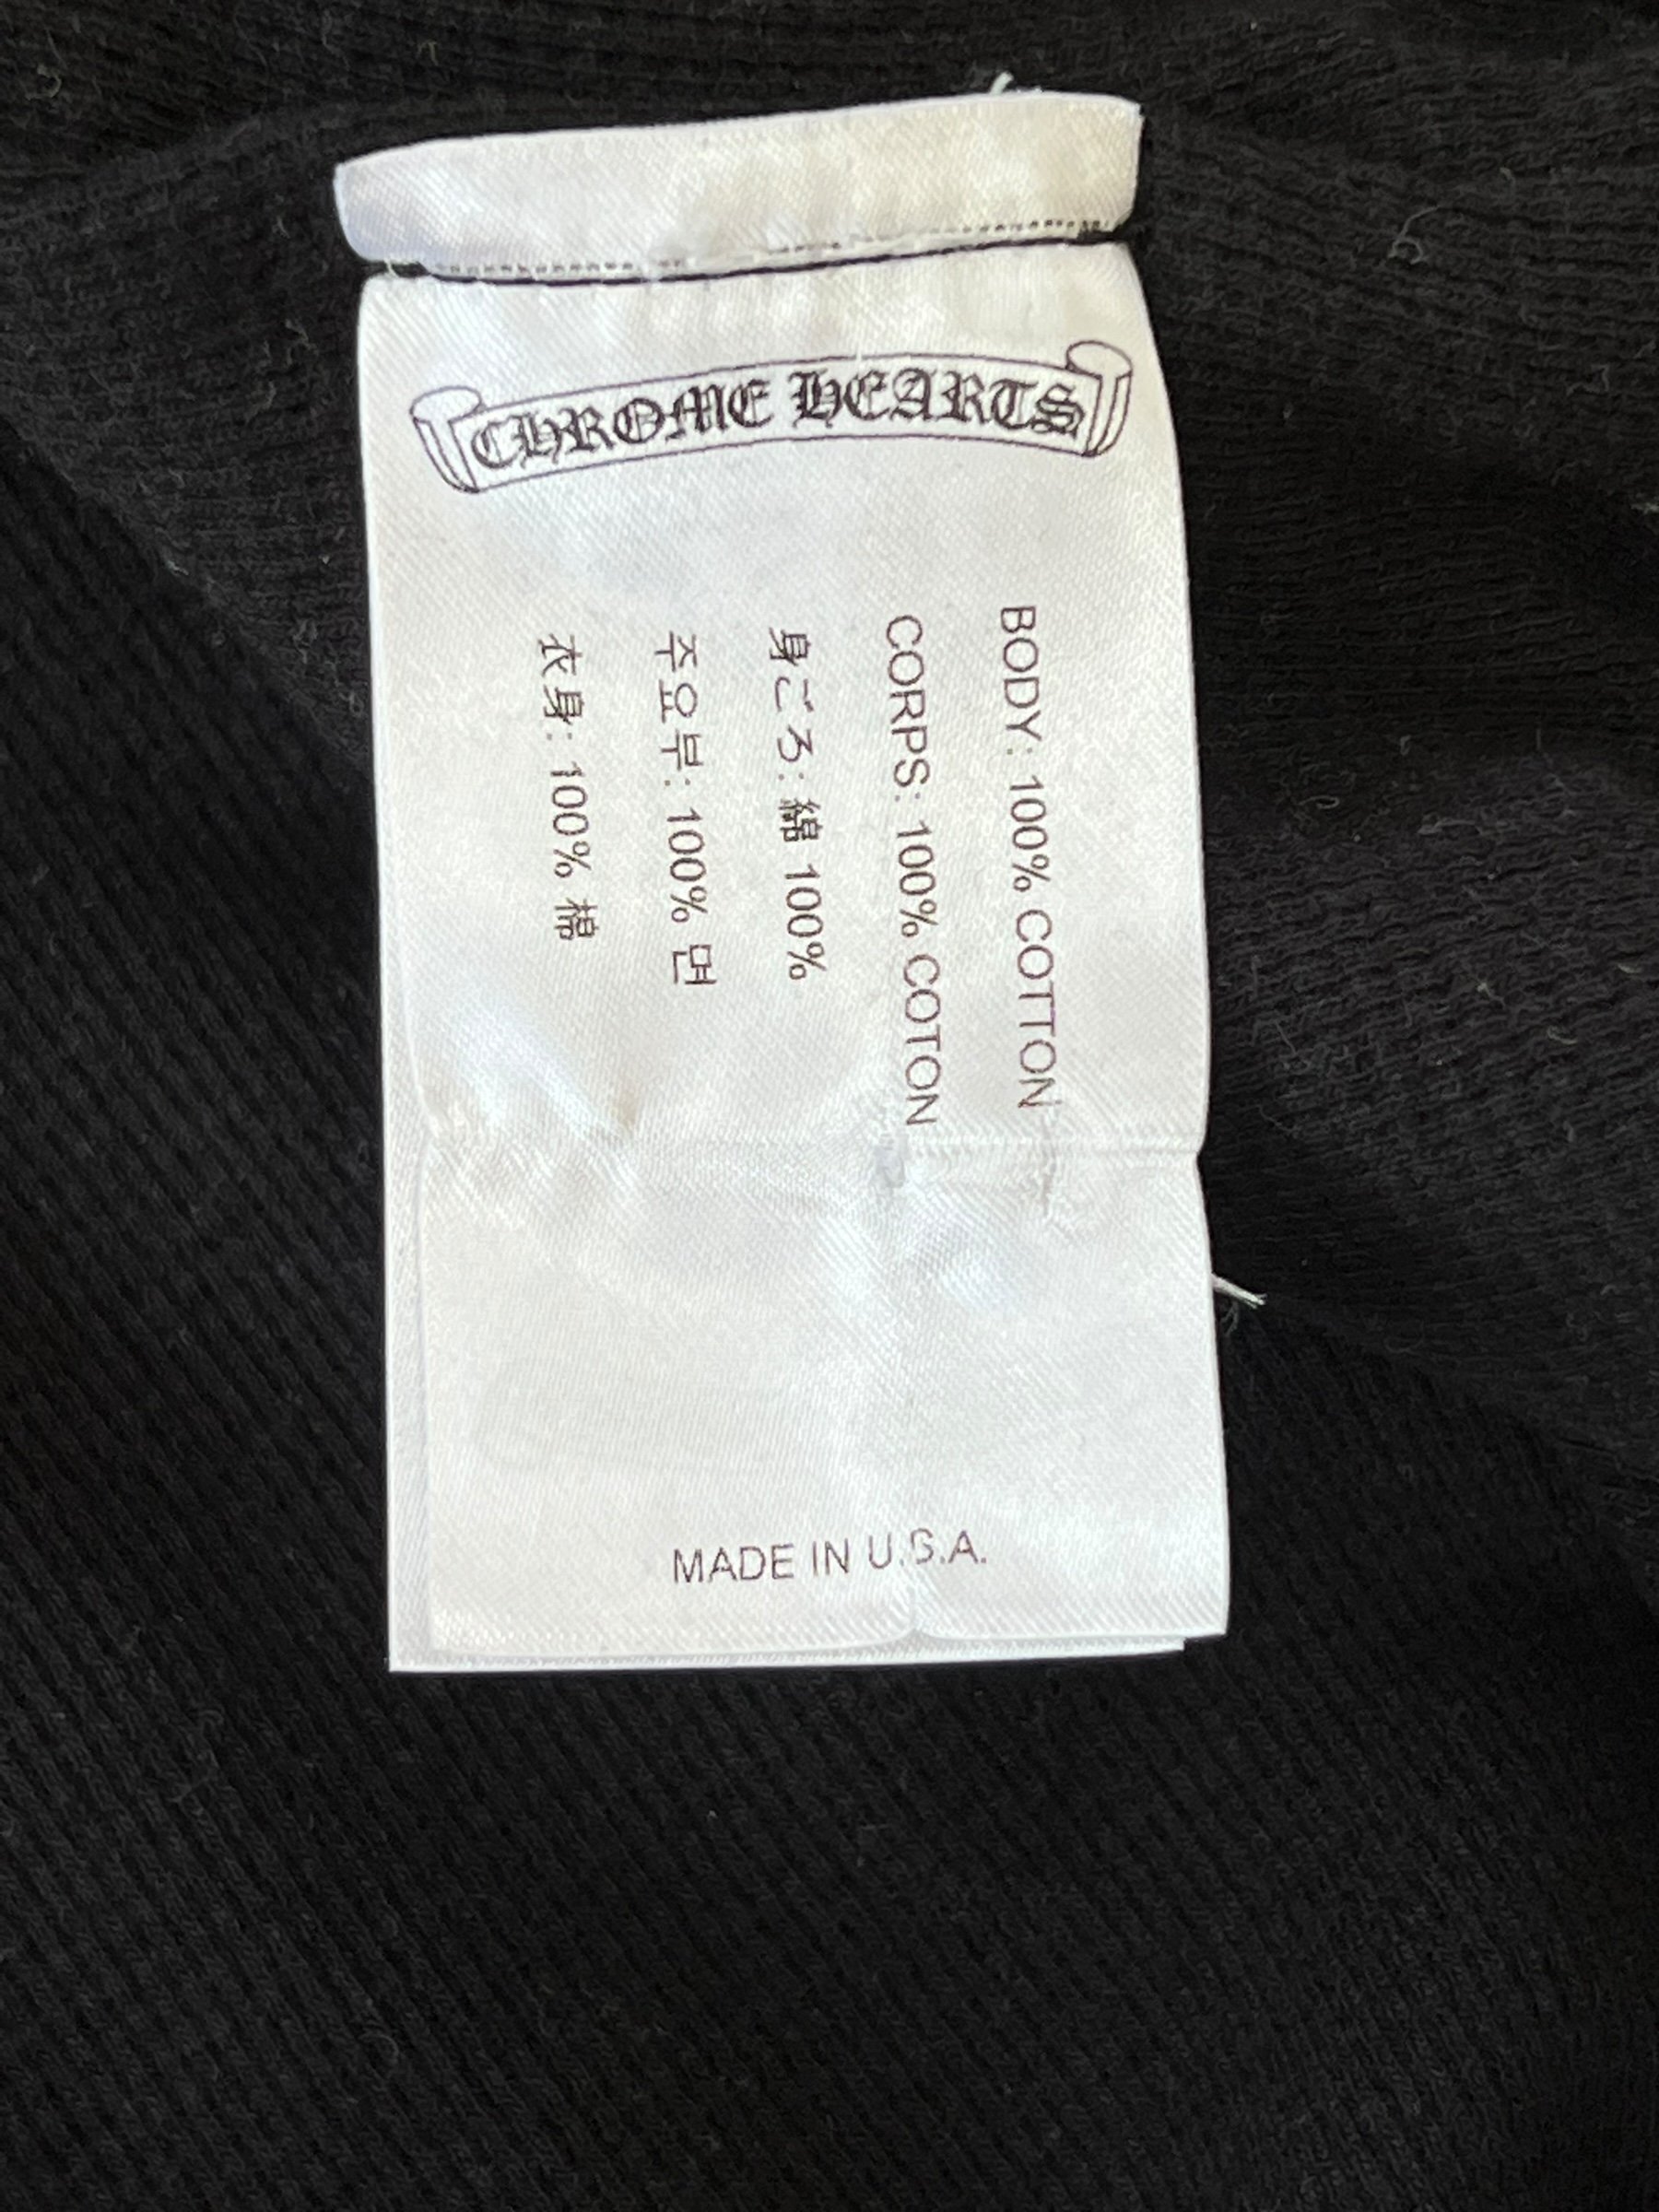 CHROME HEARTS
BODY: 100% COTTON
CORPS: 100% COTON
身ごろ: 綿 100%
주요부: 100% 면
衣身: 100% 棉
MADE IN U.S.A.